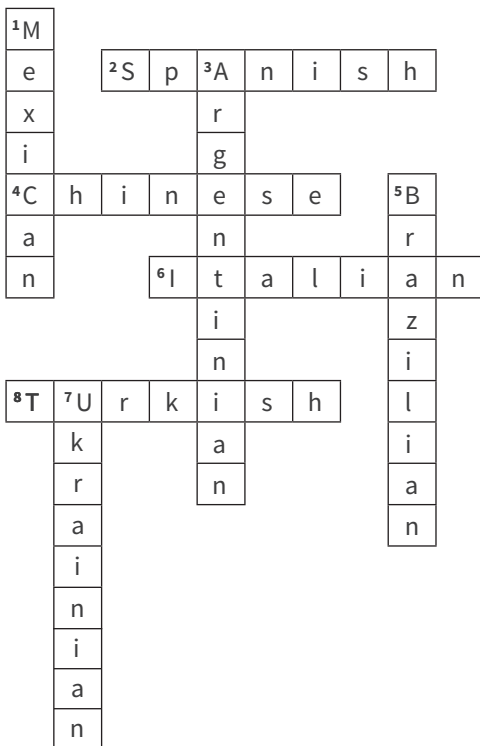 ¹M
e ²S p ³A n i s h
x r
i g
⁴C h i n e s e ⁵B
a n r
n ⁶I t a l i a n
i z
n i
⁸T ⁷U r k i s h l
k a i
r n a
a n
i
n
i
a
n